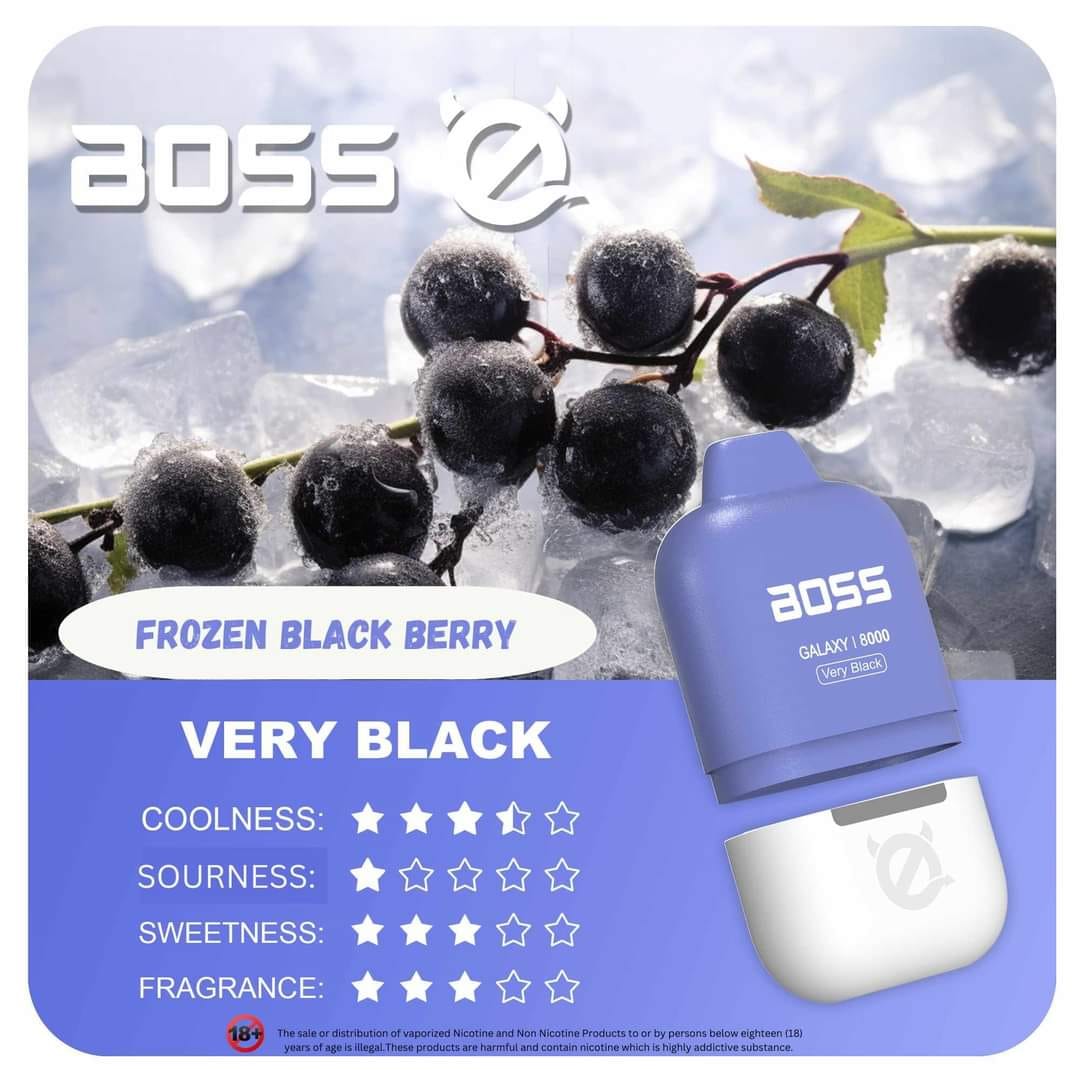 BOSS
FROZEN BLACK BERRY
BOSS
GALAXY | 8000
Very Black
VERY BLACK
COOLNESS:
SOURNESS:
SWEETNESS:
FRAGRANCE:
18+
The sale or distribution of vaporized Nicotine and Non Nicotine Products to or by persons below eighteen (18)
years of age is illegal.These products are harmful and contain nicotine which is highly addictive substance.